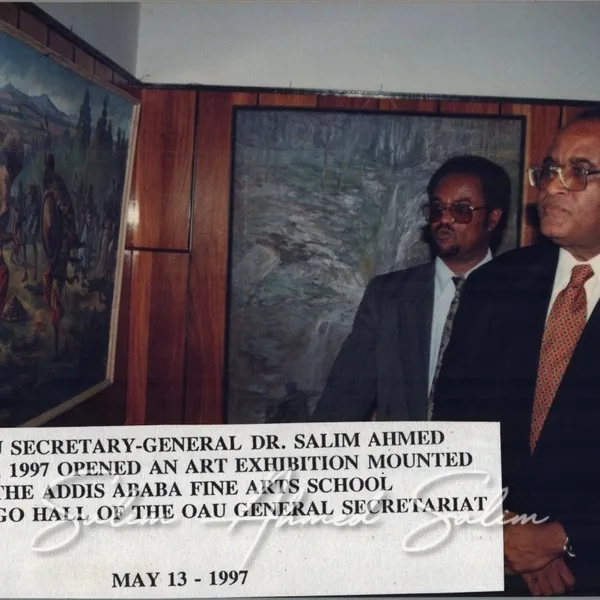 SECRETARY-GENERAL DR. SALIM AHMED
1997 OPENED AN ART EXHIBITION MOUNTED
THE ADDIS ABABA FINE ARTS SCHOOL
GO HALL OF THE OAU GENERAL SECRETARIAT
Salim Ahmed Salim
MAY 13 - 1997